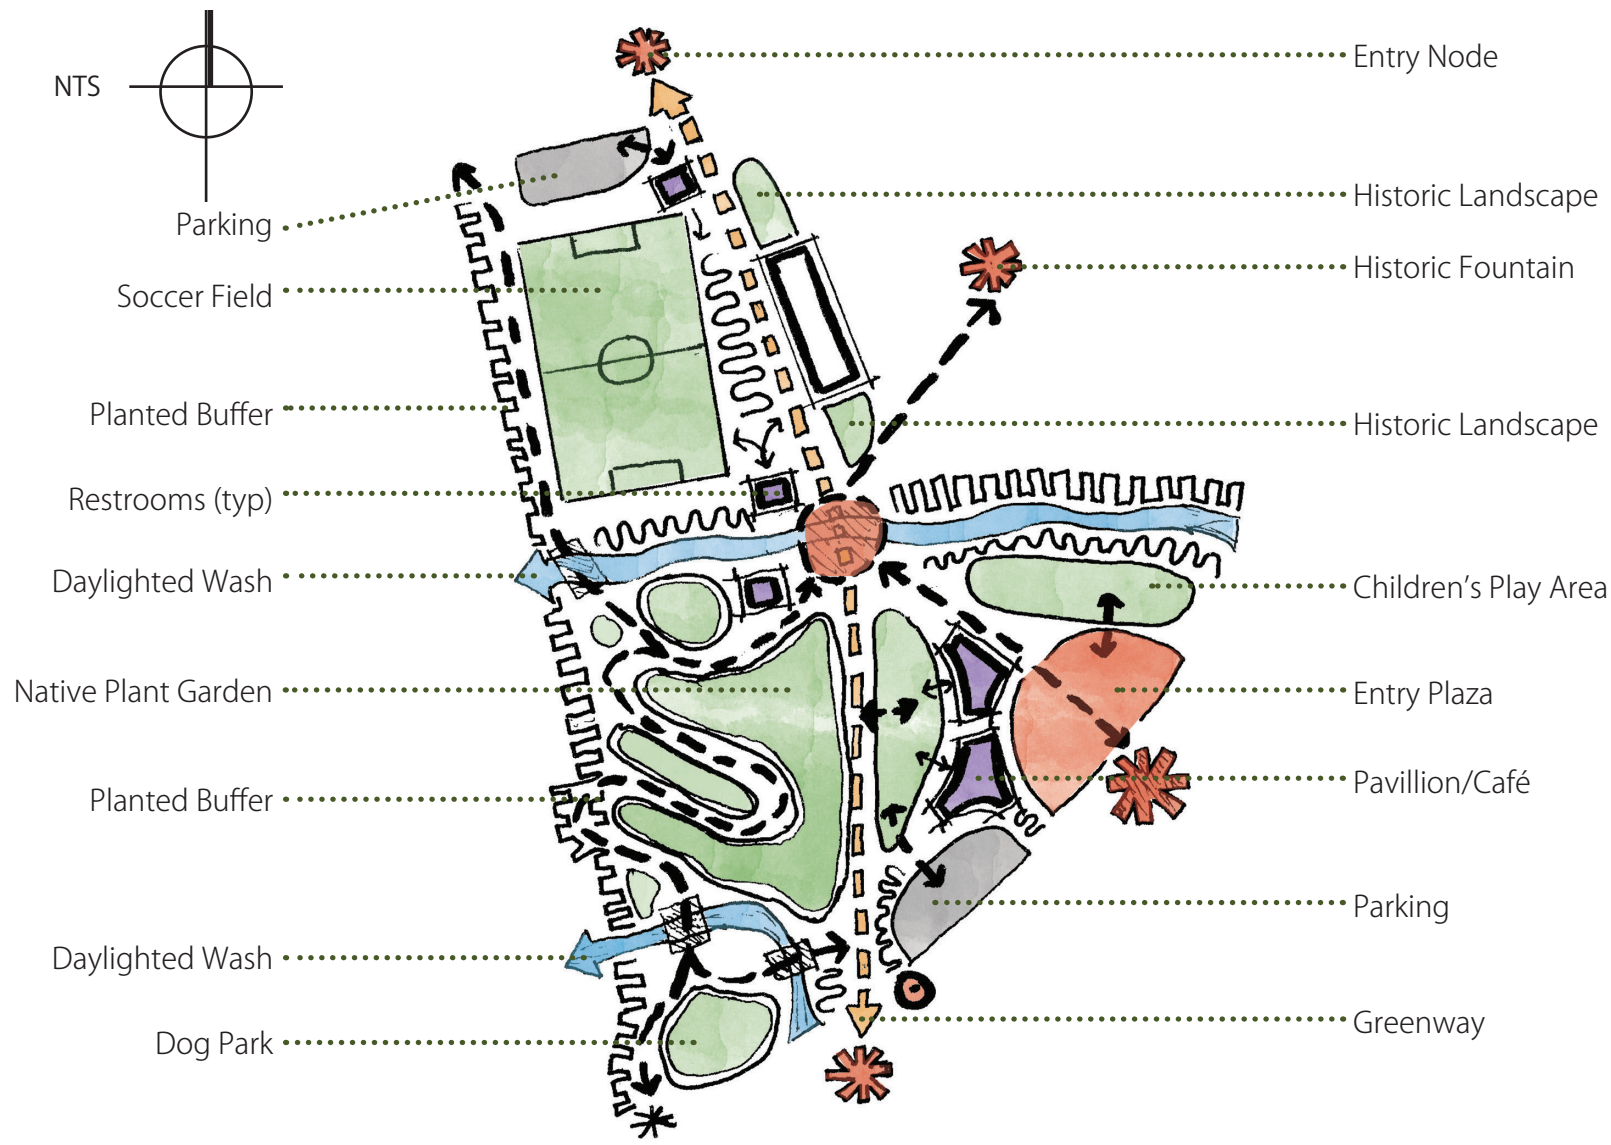 NTS
Parking
Soccer Field
Planted Buffer
Restrooms (typ)
Daylighted Wash
Native Plant Garden
Planted Buffer
Daylighted Wash
Dog Park
Entry Node
Historic Landscape
Historic Fountain
Historic Landscape
Children’s Play Area
Entry Plaza
Pavillion/Café
Parking
Greenway